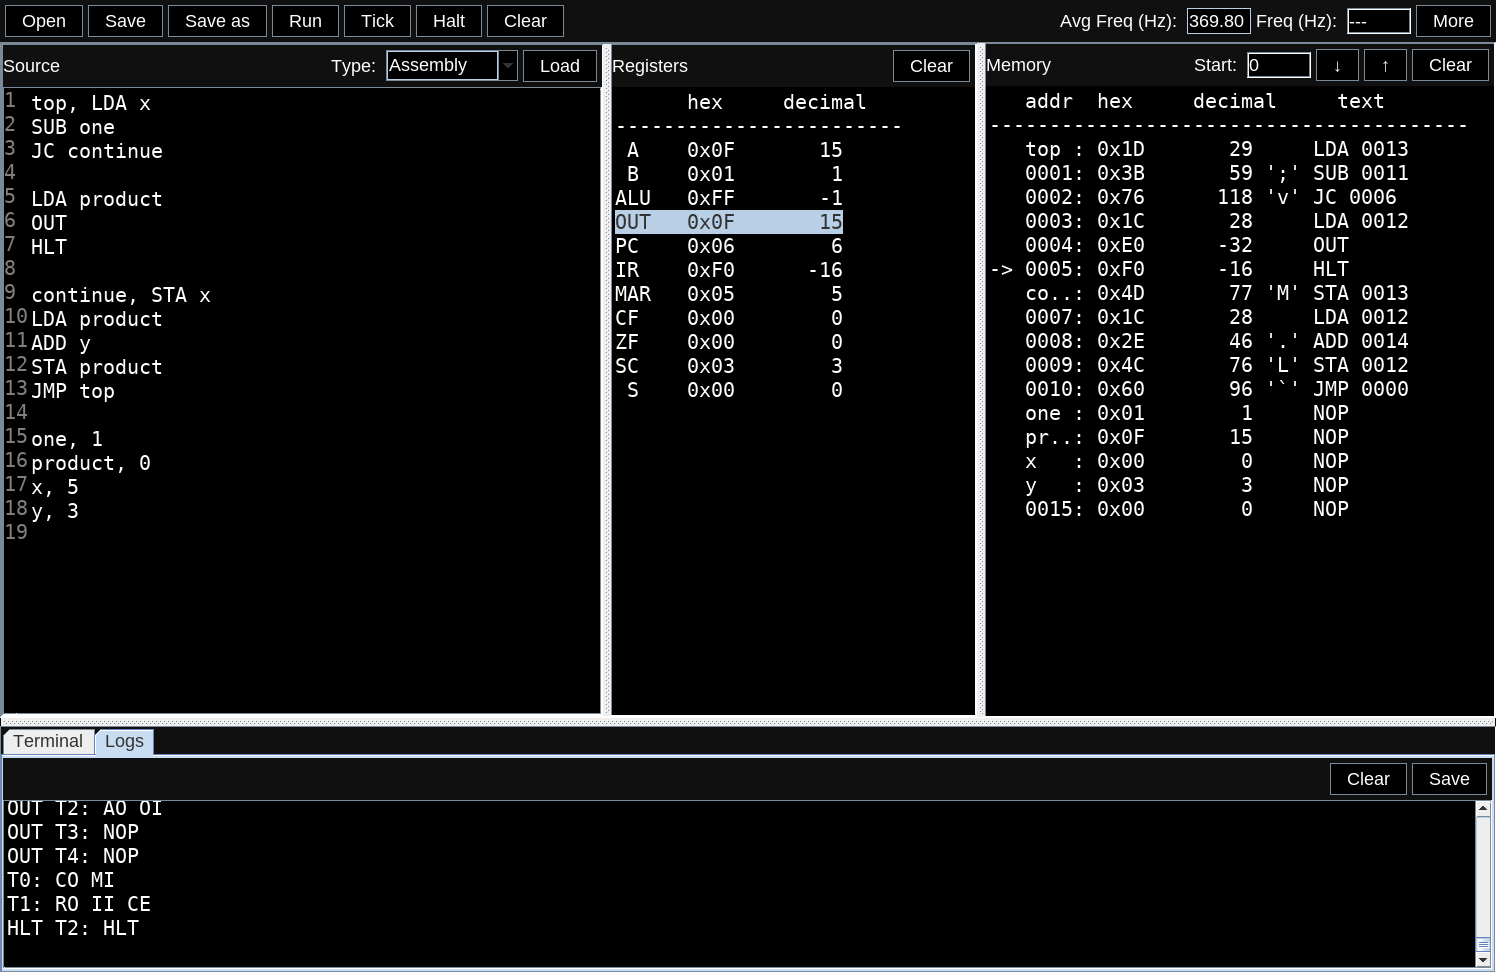 Open Save Save as Run Tick Halt Clear Avg Freq (Hz): 369.80 Freq (Hz): --- More
Source Type: Assembly Load
1 top, LDA x
2 SUB one
3 JC continue
4
5 LDA product
6 OUT
7 HLT
8
9 continue, STA x
10 LDA product
11 ADD y
12 STA product
13 JMP top
14
15 one, 1
16 product, 0
17 x, 5
18 y, 3
19
Registers Clear
hex decimal
------------------------
A 0x0F 15
B 0x01 1
ALU 0xFF -1
OUT 0x0F 15
PC 0x06 6
IR 0xF0 -16
MAR 0x05 5
CF 0x00 0
ZF 0x00 0
SC 0x03 3
S 0x00 0
Memory Start: 0 ↓ ↑ Clear
addr hex decimal text
----------------------------------------
top : 0x1D 29 LDA 0013
0001: 0x3B 59 ';' SUB 0011
0002: 0x76 118 'v' JC 0006
0003: 0x1C 28 LDA 0012
0004: 0xE0 -32 OUT
-> 0005: 0xF0 -16 HLT
co..: 0x4D 77 'M' STA 0013
0007: 0x1C 28 LDA 0012
0008: 0x2E 46 '.' ADD 0014
0009: 0x4C 76 'L' STA 0012
0010: 0x60 96 '`' JMP 0000
one : 0x01 1 NOP
pr..: 0x0F 15 NOP
x : 0x00 0 NOP
y : 0x03 3 NOP
0015: 0x00 0 NOP
Terminal Logs
Clear Save
OUT T2: AO OI
OUT T3: NOP
OUT T4: NOP
T0: CO MI
T1: RO II CE
HLT T2: HLT